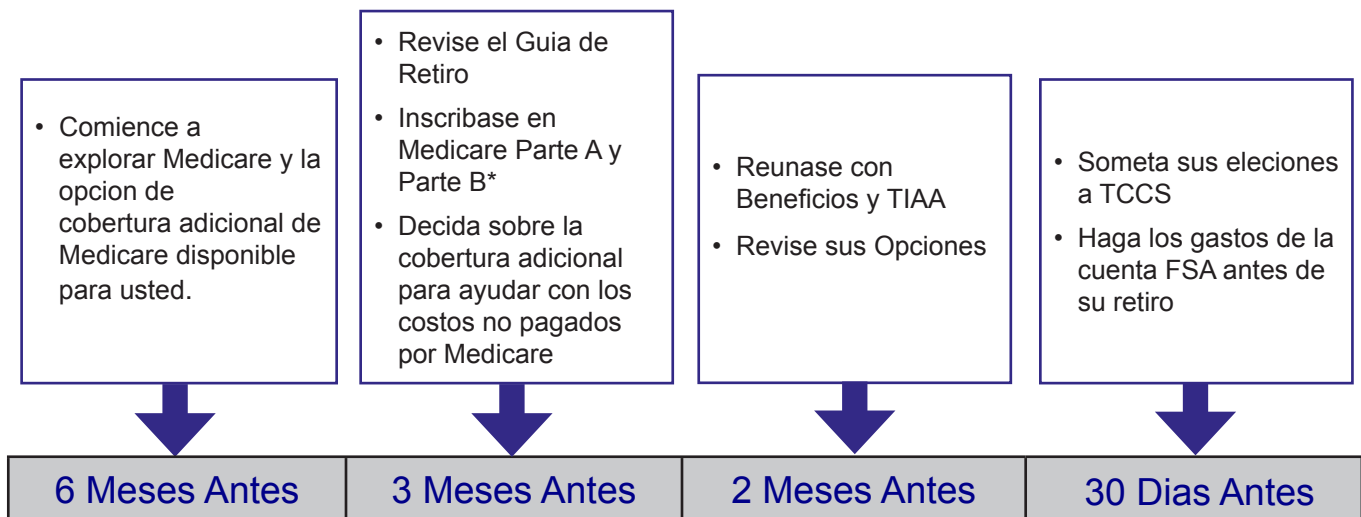 • Comience a
explorar Medicare y la
opcion de
cobertura adicional de
Medicare disponible
para usted.
• Revise el Guia de
Retiro
• Inscribase en
Medicare Parte A y
Parte B*
• Decida sobre la
cobertura adicional
para ayudar con los
costos no pagados
por Medicare
• Reunase con
Beneficios y TIAA
• Revise sus Opciones
• Someta sus eleciones
a TCCS
• Haga los gastos de la
cuenta FSA antes de
su retiro
6 Meses Antes
3 Meses Antes
2 Meses Antes
30 Dias Antes